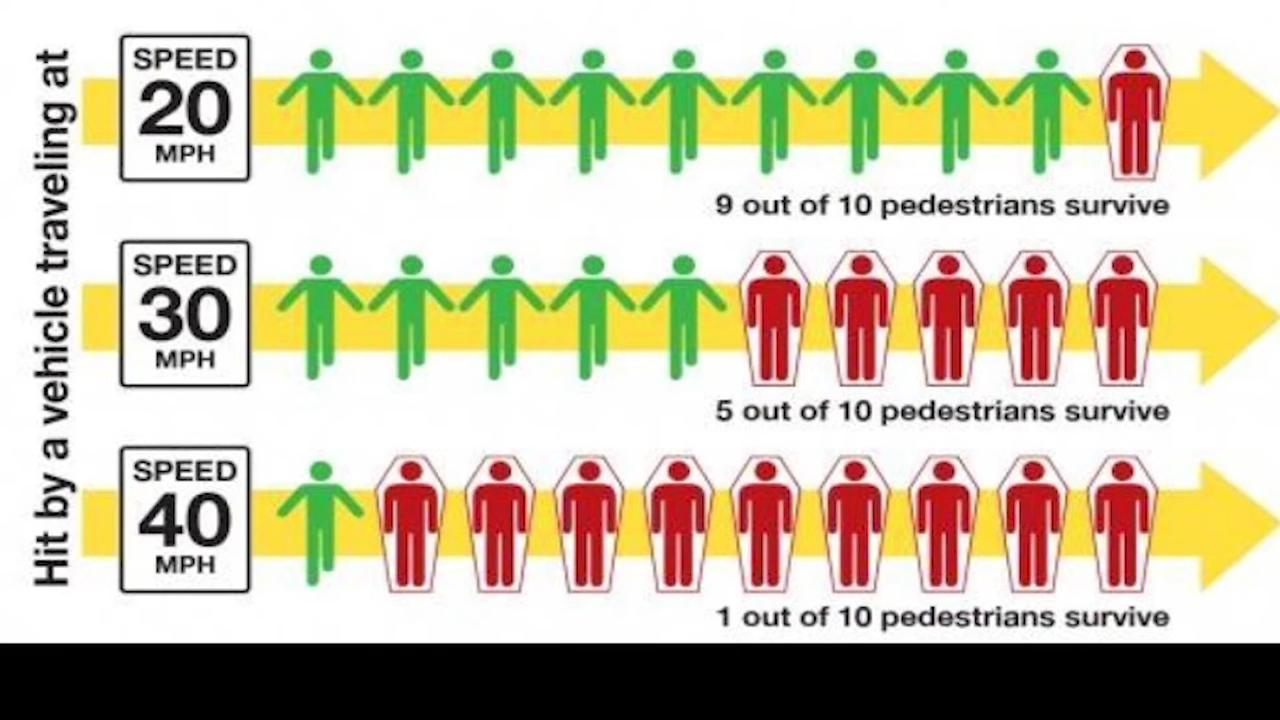 Hit by a vehicle traveling at
SPEED
20
MPH
9 out of 10 pedestrians survive
SPEED
30
MPH
5 out of 10 pedestrians survive
SPEED
40
MPH
1 out of 10 pedestrians survive